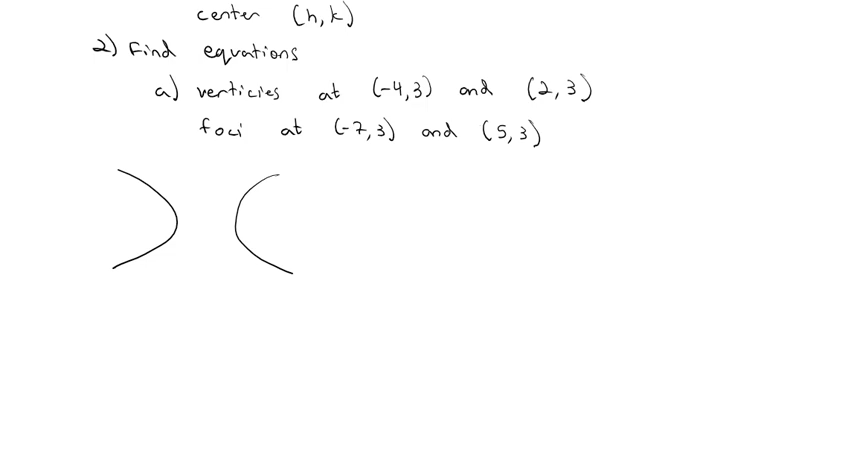 center (h,k)
2) Find equations
a) verticies at (-4,3) and (2,3)
foci at (-7,3) and (5,3)